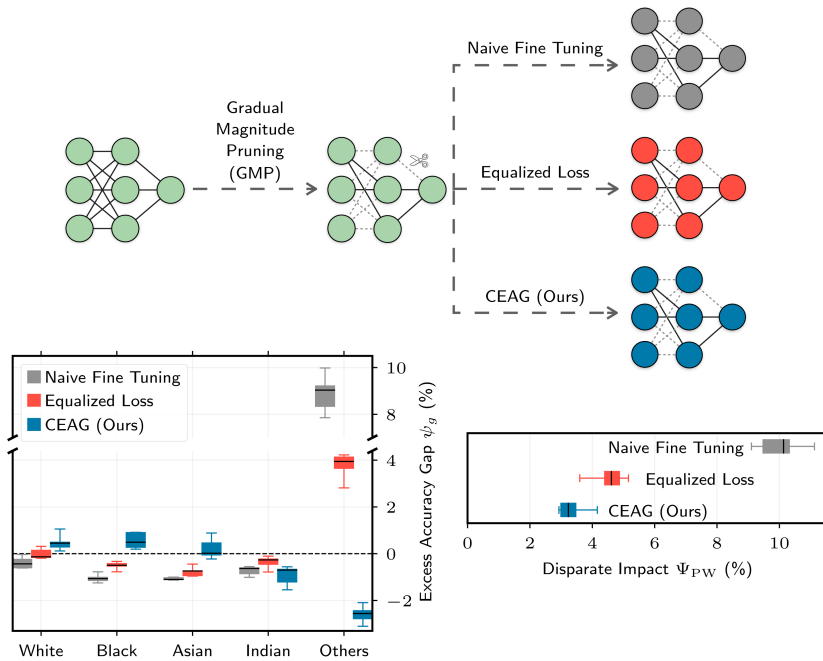 Naive Fine Tuning
Gradual
Magnitude
Pruning
(GMP)
Equalized Loss
CEAG (Ours)
Naive Fine Tuning
Equalized Loss
CEAG (Ours)
10
8
4
2
0
−2
Excess Accuracy Gap ψg (%)
White Black Asian Indian Others
Naive Fine Tuning
Equalized Loss
CEAG (Ours)
0 2 4 6 8 10
Disparate Impact ΨPW (%)